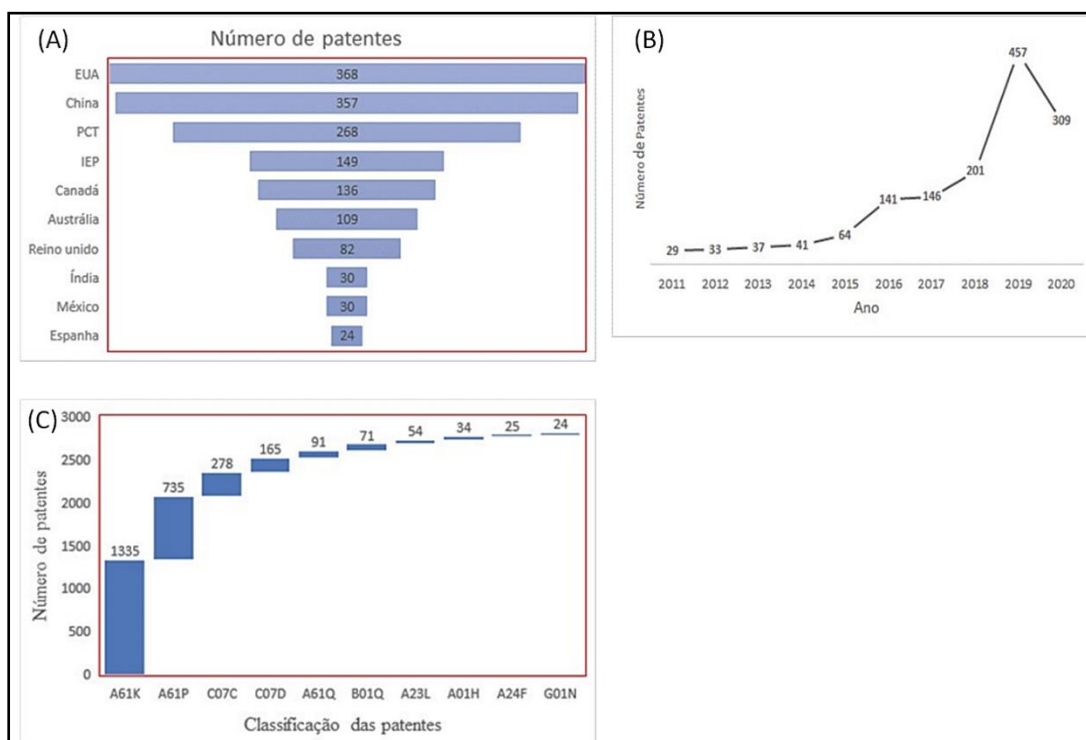 (A)
Número de patentes
EUA 368
China 357
PCT 268
IEP 149
Canadá 136
Austrália 109
Reino unido 82
Índia 30
México 30
Espanha 24
(B)
Número de Patentes
29 33 37 41 64 141 146 201 457 309
2011 2012 2013 2014 2015 2016 2017 2018 2019 2020
Ano
(C)
Número de patentes
3000
2500
2000
1500
1000
500
0
1335 735 278 165 91 71 54 34 25 24
A61K A61P C07C C07D A61Q B01Q A23L A01H A24F G01N
Classificação das patentes